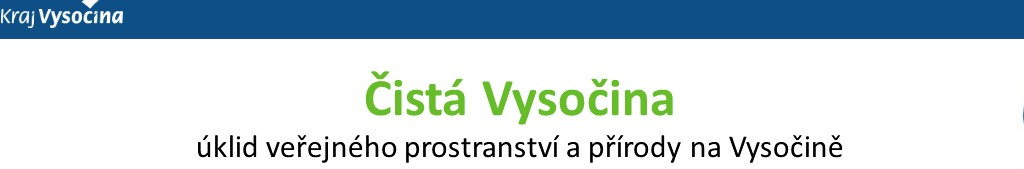 Kraj Vysočina
Čistá Vysočina
úklid veřejného prostranství a přírody na Vysočině